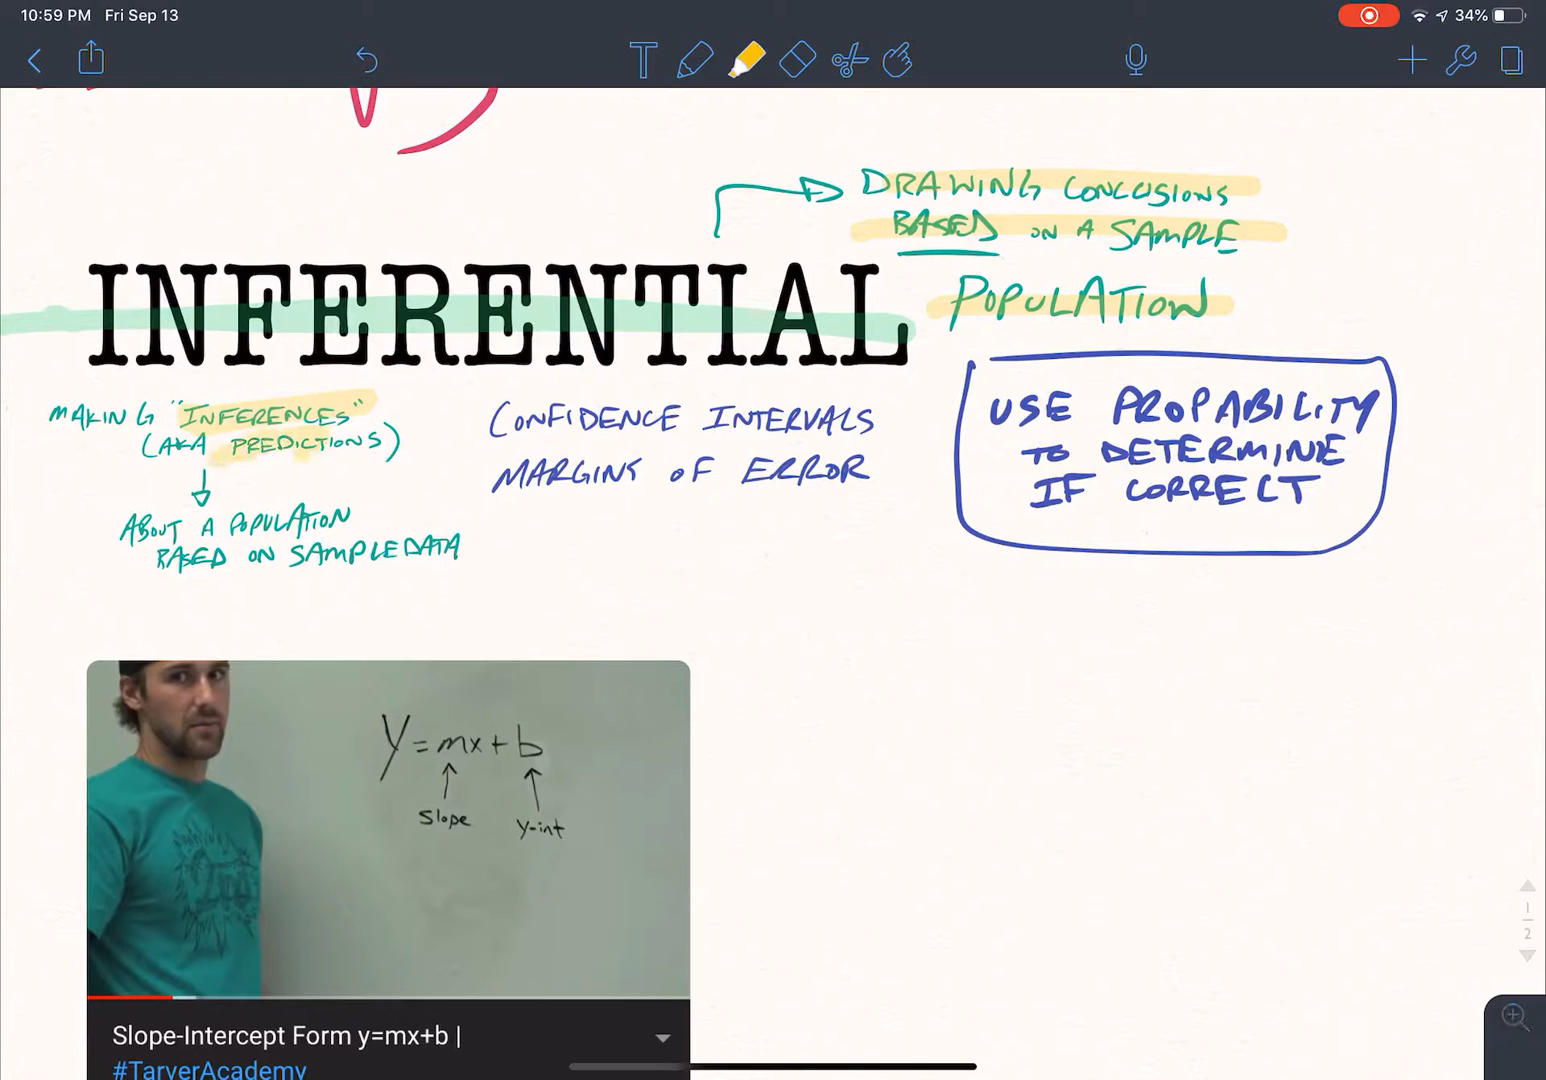 10:59 PM Fri Sep 13
34%
T
DRAWING CONCLUSIONS
BASED ON A SAMPLE
POPULATION
INFERENTIAL
MAKING "INFERENCES"
(AKA PREDICTIONS)
ABOUT A POPULATION
BASED ON SAMPLE DATA
CONFIDENCE INTERVALS
MARGINS OF ERROR
USE PROPABILITY
TO DETERMINE
IF CORRECT
Y = mx + b
Slope
y-int
1
2
Slope-Intercept Form y=mx+b |
#TarverAcademy